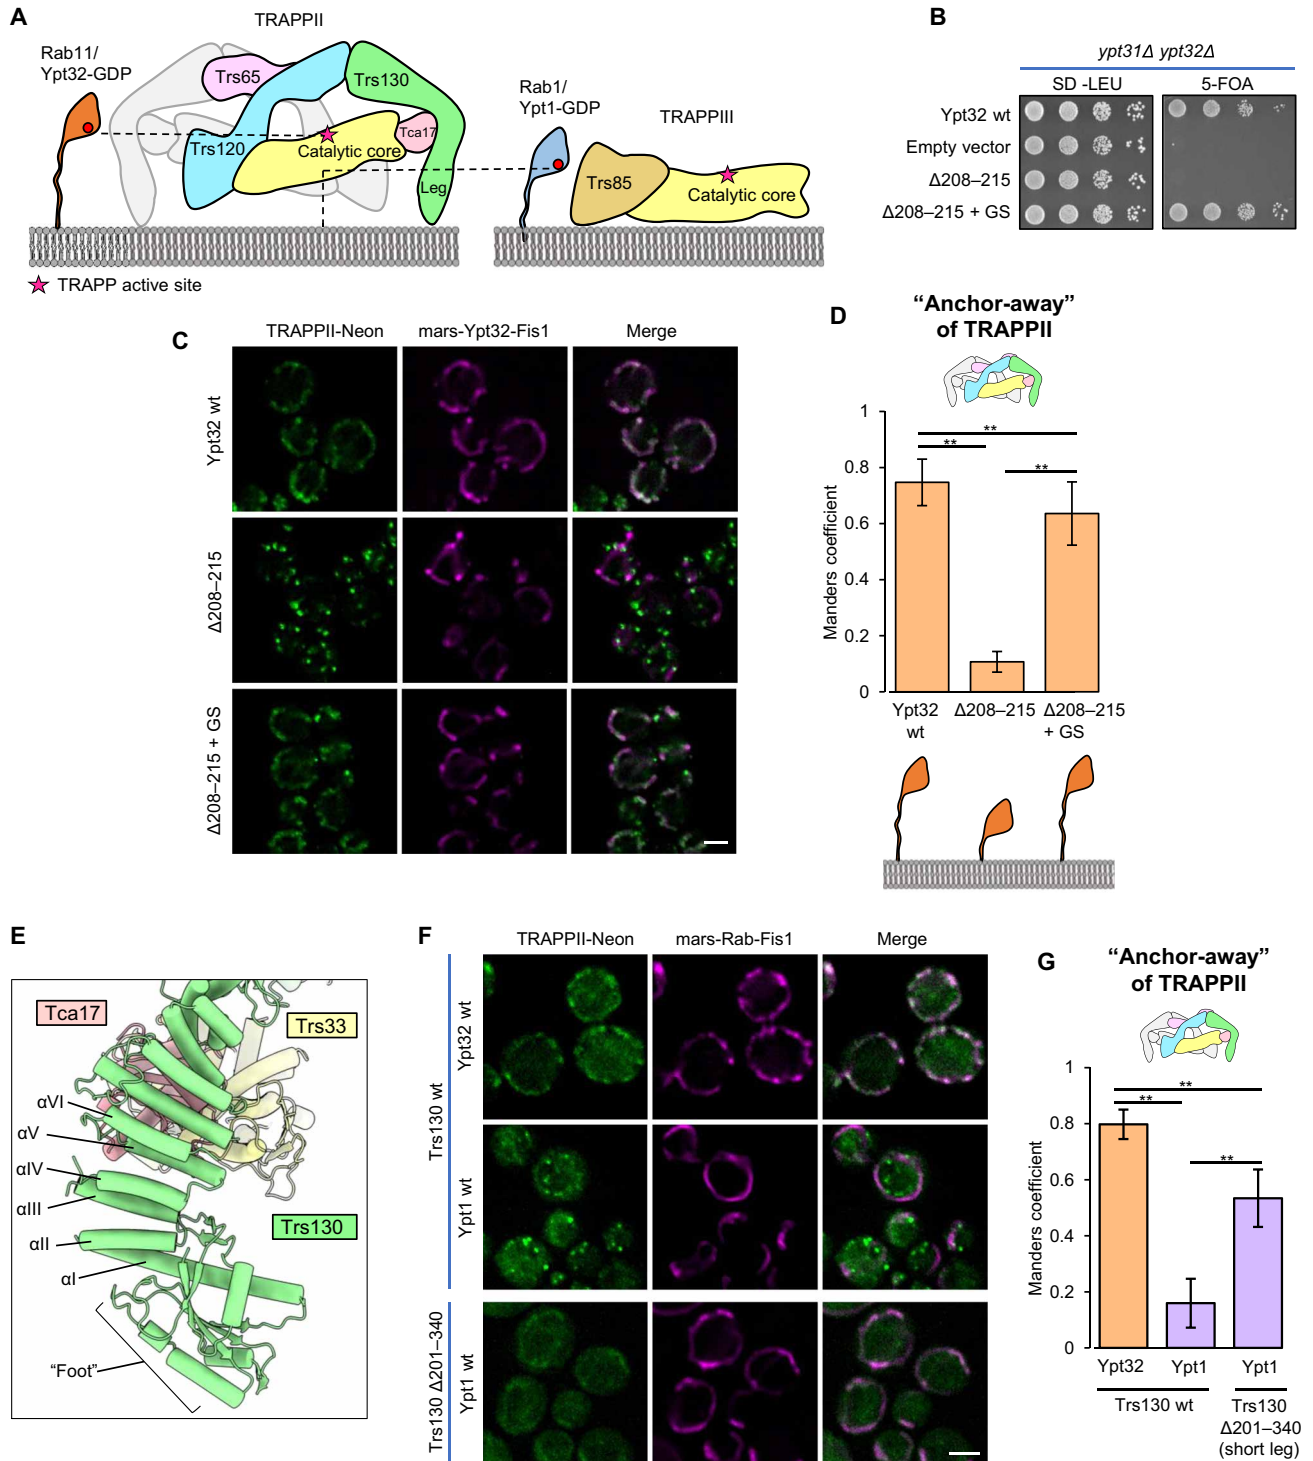 A
TRAPPII
Rab11/
Ypt32-GDP
Trs65
Trs130
Trs120
Catalytic core
Tca17
Leg
Rab1/
Ypt1-GDP
TRAPPIII
Trs85
Catalytic core
TRAPP active site
B
ypt31Δ ypt32Δ
SD -LEU
5-FOA
Ypt32 wt
Empty vector
Δ208–215
Δ208–215 + GS
C
TRAPPII-Neon
mars-Ypt32-Fis1
Merge
Ypt32 wt
Δ208–215
Δ208–215 + GS
D
“Anchor-away”
of TRAPPII
Manders coefficient
1
0.8
0.6
0.4
0.2
0
**
**
**
Ypt32
wt
Δ208–215
Δ208–215
+ GS
E
Tca17
Trs33
αVI
αV
αIV
αIII
αII
αI
Trs130
“Foot”
F
TRAPPII-Neon
mars-Rab-Fis1
Merge
Trs130 wt
Ypt32 wt
Ypt1 wt
Trs130 Δ201–340
Ypt1 wt
G
“Anchor-away”
of TRAPPII
Manders coefficient
1
0.8
0.6
0.4
0.2
0
**
**
**
Ypt32
Ypt1
Ypt1
Trs130 wt
Trs130
Δ201–340
(short leg)